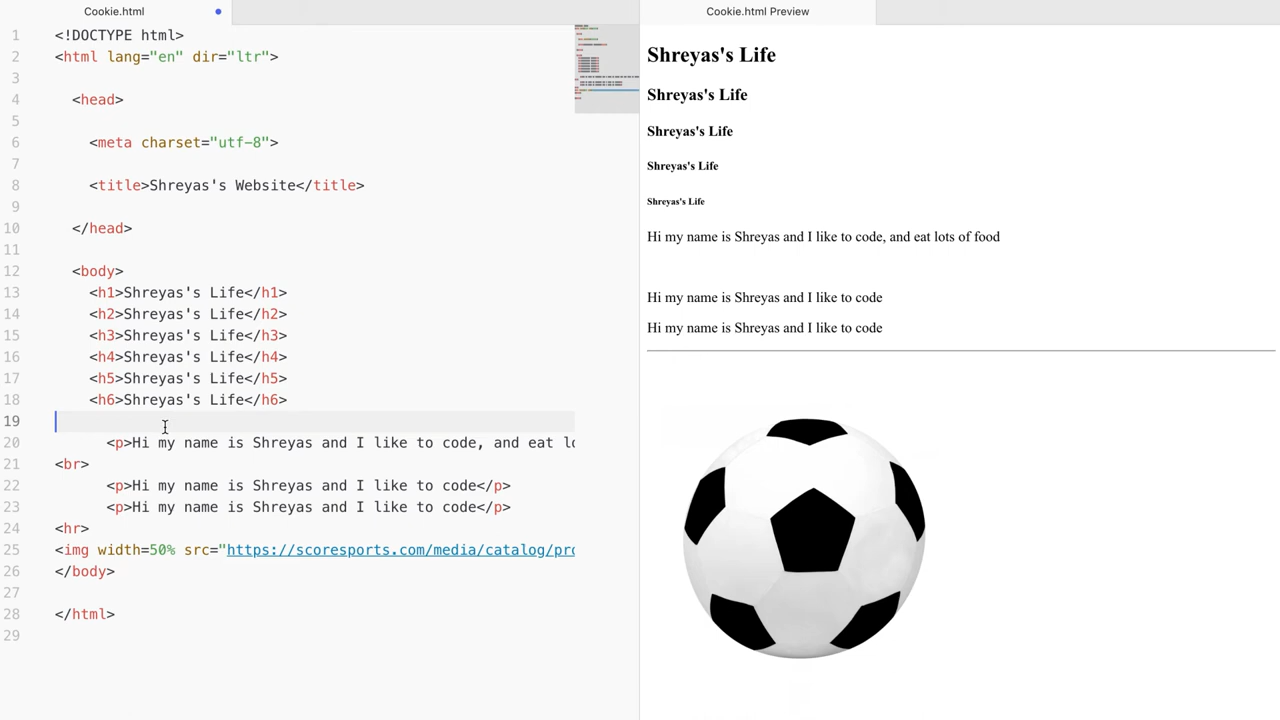 Cookie.html
1 <!DOCTYPE html>
2 <html lang="en" dir="ltr">
3
4 <head>
5
6 <meta charset="utf-8">
7
8 <title>Shreyas's Website</title>
9
10 </head>
11
12 <body>
13 <h1>Shreyas's Life</h1>
14 <h2>Shreyas's Life</h2>
15 <h3>Shreyas's Life</h3>
16 <h4>Shreyas's Life</h4>
17 <h5>Shreyas's Life</h5>
18 <h6>Shreyas's Life</h6>
19
20 <p>Hi my name is Shreyas and I like to code, and eat lo
21 <br>
22 <p>Hi my name is Shreyas and I like to code</p>
23 <p>Hi my name is Shreyas and I like to code</p>
24 <hr>
25 <img width=50% src="https://scoresports.com/media/catalog/pro
26 </body>
27
28 </html>
29
Cookie.html Preview
Shreyas's Life
Shreyas's Life
Shreyas's Life
Shreyas's Life
Shreyas's Life
Hi my name is Shreyas and I like to code, and eat lots of food
Hi my name is Shreyas and I like to code
Hi my name is Shreyas and I like to code